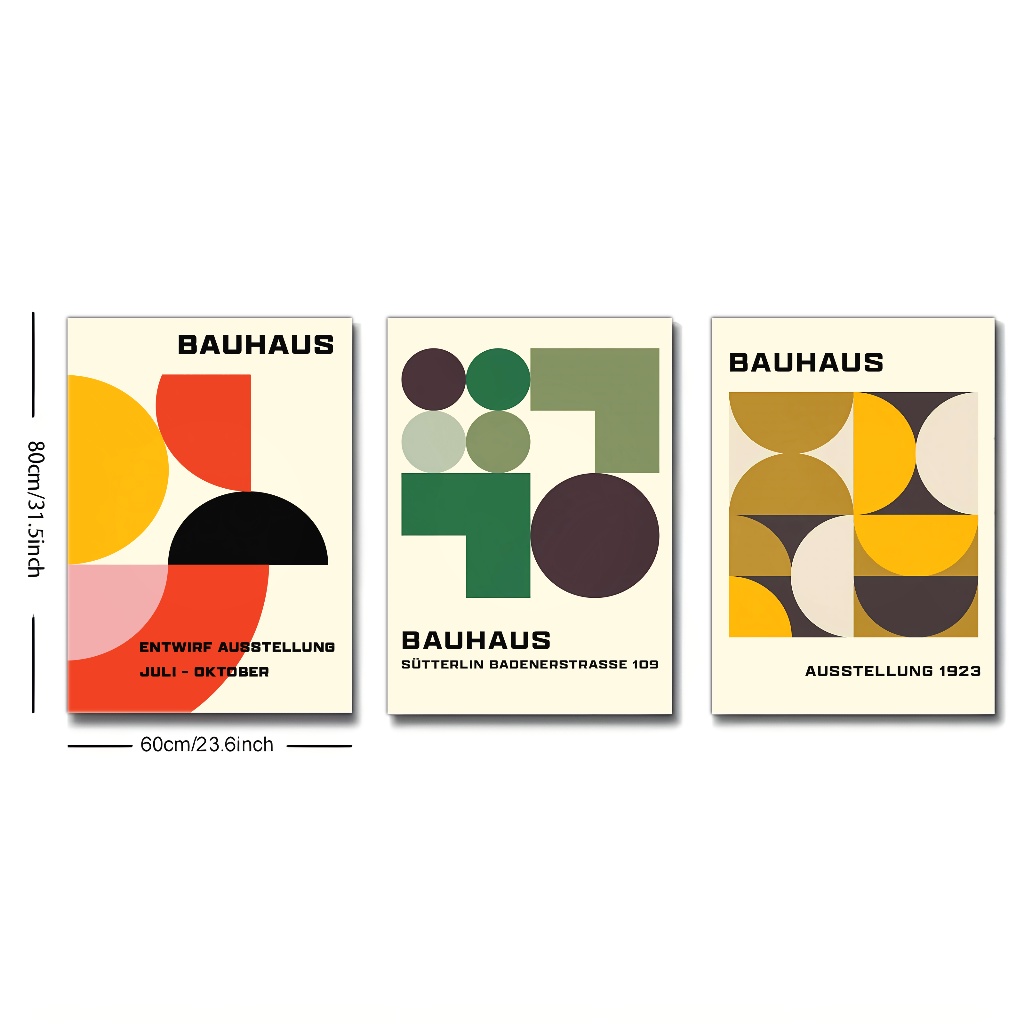 80cm/31.5inch
BAUHAUS
ENTWIRF AUSSTELLUNG
JULI - OKTOBER
60cm/23.6inch
BAUHAUS
SÜTTERLIN BADENERSTRASSE 109
BAUHAUS
AUSSTELLUNG 1923